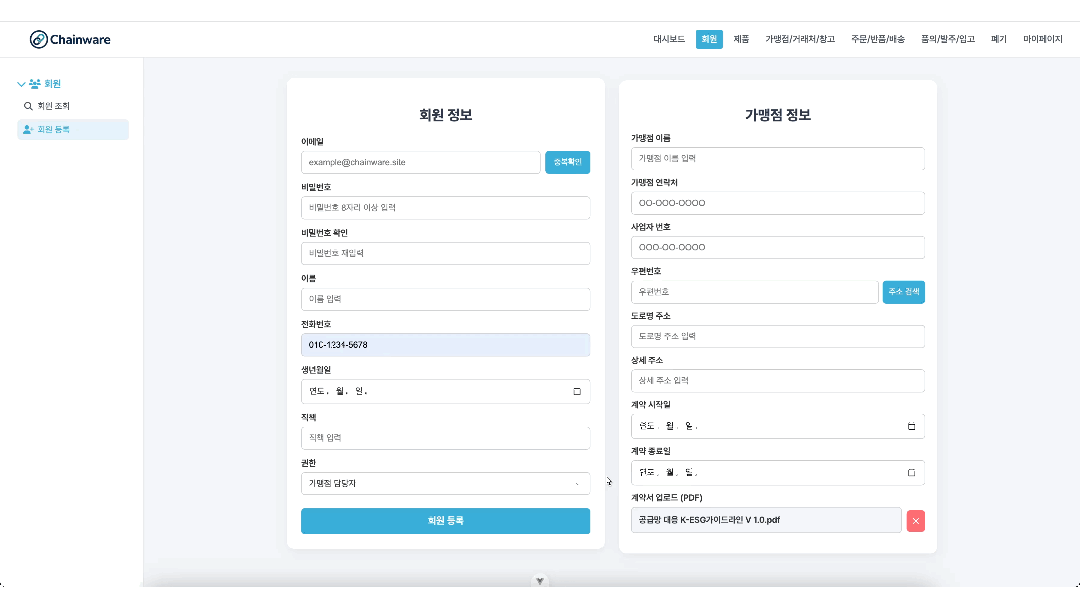 Chainware
대시보드 회원 제품 가맹점/거래처/창고 주문/반품/배송 품의/발주/입고 폐기 마이페이지
회원
회원 조회
회원 등록
회원 정보
이메일
example@chainware.site
중복확인
비밀번호
비밀번호 8자리 이상 입력
비밀번호 확인
비밀번호 재입력
이름
이름 입력
전화번호
010-1234-5678
생년월일
연도. 월. 일.
직책
직책 입력
권한
가맹점 담당자
회원 등록
가맹점 정보
가맹점 이름
가맹점 이름 입력
가맹점 연락처
OO-OOO-OOOO
사업자 번호
OOO-OO-OOOO
우편번호
우편번호
주소 검색
도로명 주소
도로명 주소 입력
상세 주소
상세 주소 입력
계약 시작일
연도. 월. 일.
계약 종료일
연도. 월. 일.
계약서 업로드 (PDF)
공급망 대응 K-ESG가이드라인 V 1.0.pdf